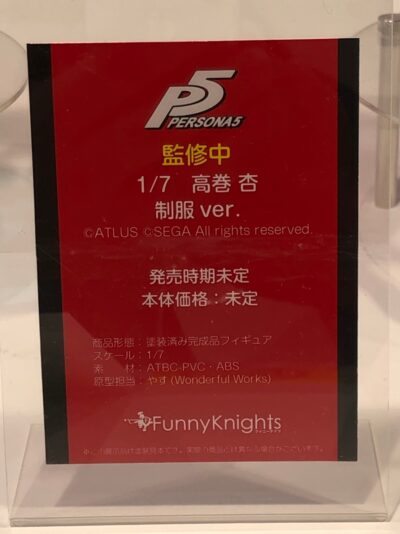 P5
PERSONA5
監修中
1/7 高巻 杏
制服 ver.
©ATLUS ©SEGA All rights reserved.
発売時期未定
本体価格：未定
商品形態：塗装済み完成品フィギュア
スケール：1/7
素　材：ATBC-PVC・ABS
原型担当：やす(Wonderful Works)
FunnyKnights